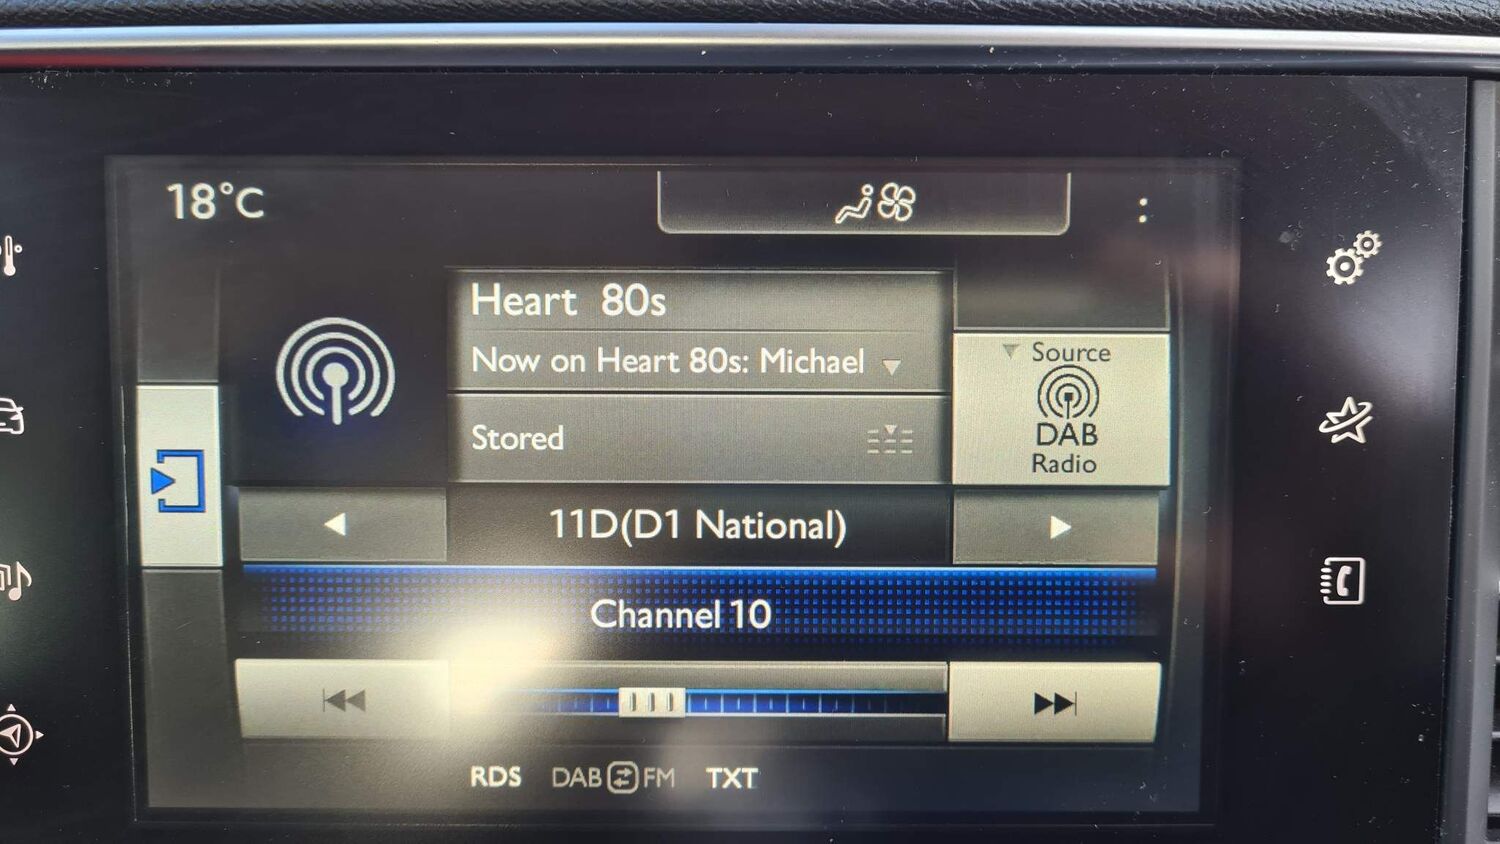 18°C
Heart 80s
Now on Heart 80s: Michael
Source
DAB
Radio
Stored
11D(D1 National)
Channel 10
RDS DAB FM TXT